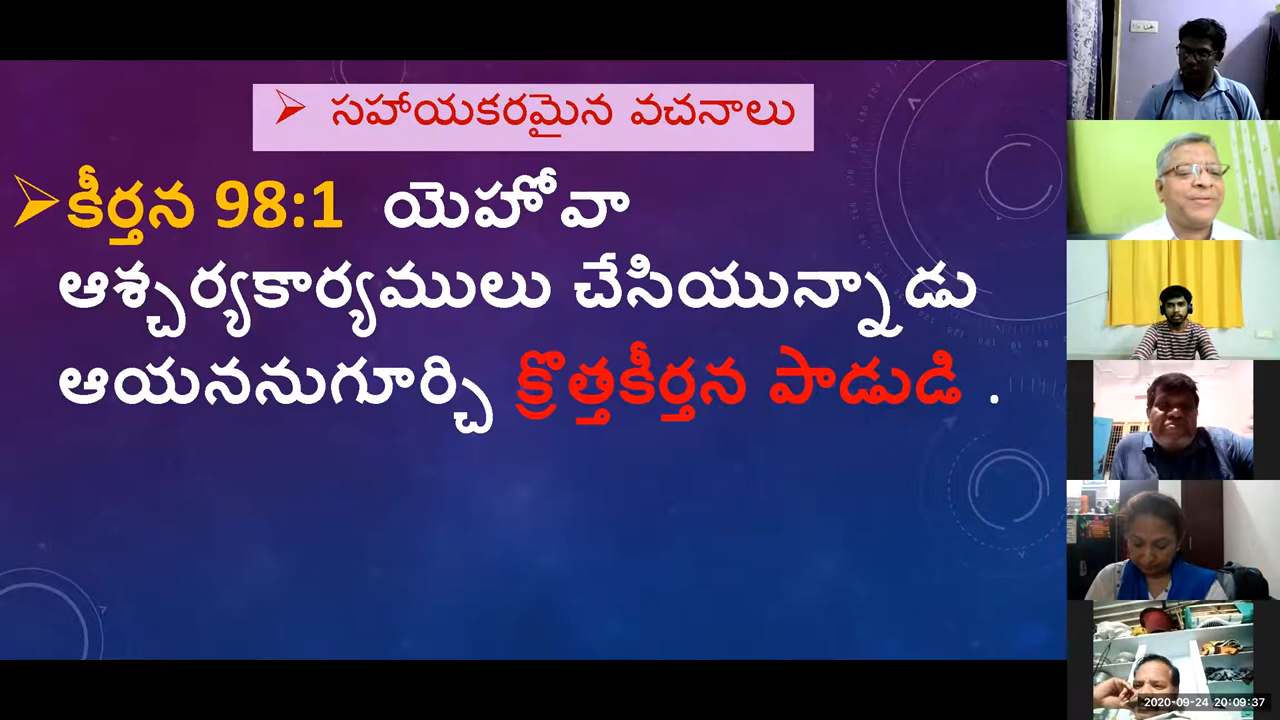 ➢ సహాయకరమైన వచనాలు
➢కీర్తన 98:1 యెహోవా
ఆశ్చర్యకార్యములు చేసియున్నాడు
ఆయననుగూర్చి క్రొత్తకీర్తన పాడుడి .
2020-09-24 20:09:37